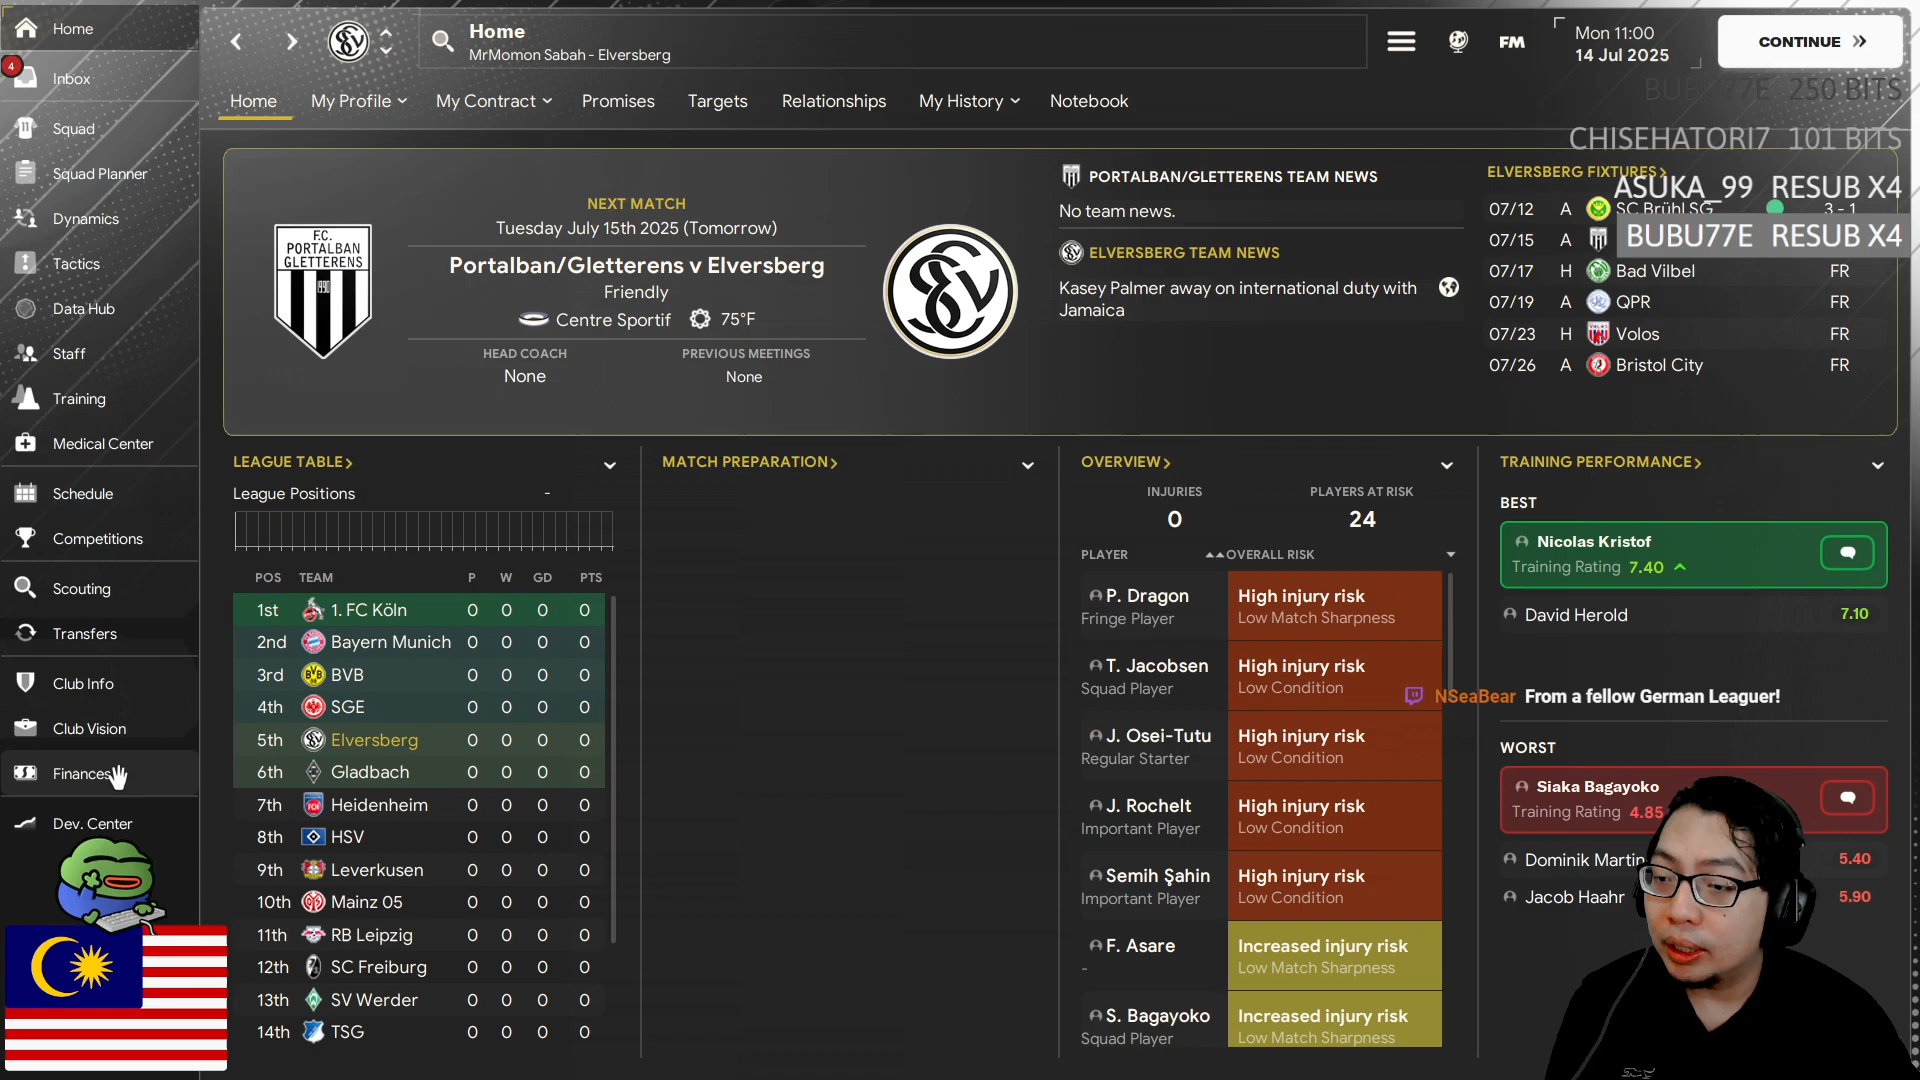 Home
4
Inbox
Squad
Squad Planner
Dynamics
Tactics
Data Hub
Staff
Training
Medical Center
Schedule
Competitions
Scouting
Transfers
Club Info
Club Vision
Finances
Dev. Center
Home
MrMomon Sabah - Elversberg
FM
Mon 11:00
14 Jul 2025
CONTINUE
BUBU77E 250 BITS
CHISEHATORI7 101 BITS
ASUKA_99 RESUB X4
BUBU77E RESUB X4
Home
My Profile
My Contract
Promises
Targets
Relationships
My History
Notebook
F.C.
PORTALBAN
GLETTERENS
1990
NEXT MATCH
Tuesday July 15th 2025 (Tomorrow)
Portalban/Gletterens v Elversberg
Friendly
Centre Sportif 75°F
HEAD COACH
None
PREVIOUS MEETINGS
None
PORTALBAN/GLETTERENS TEAM NEWS
No team news.
ELVERSBERG TEAM NEWS
Kasey Palmer away on international duty with
Jamaica
ELVERSBERG FIXTURES
07/12 A SC Brühl SG 3 - 1
07/15 A
07/17 H Bad Vilbel FR
07/19 A QPR FR
07/23 H Volos FR
07/26 A Bristol City FR
LEAGUE TABLE
League Positions -
POS TEAM P W GD PTS
1st 1. FC Köln 0 0 0 0
2nd Bayern Munich 0 0 0 0
3rd BVB 0 0 0 0
4th SGE 0 0 0 0
5th Elversberg 0 0 0 0
6th Gladbach 0 0 0 0
7th Heidenheim 0 0 0 0
8th HSV 0 0 0 0
9th Leverkusen 0 0 0 0
10th Mainz 05 0 0 0 0
11th RB Leipzig 0 0 0 0
12th SC Freiburg 0 0 0 0
13th SV Werder 0 0 0 0
14th TSG 0 0 0 0
MATCH PREPARATION
OVERVIEW
INJURIES
0
PLAYERS AT RISK
24
PLAYER OVERALL RISK
P. Dragon High injury risk
Fringe Player Low Match Sharpness
T. Jacobsen High injury risk
Squad Player Low Condition
J. Osei-Tutu High injury risk
Regular Starter Low Condition
J. Rochelt High injury risk
Important Player Low Condition
Semih Şahin High injury risk
Important Player Low Condition
F. Asare Increased injury risk
- Low Match Sharpness
S. Bagayoko Increased injury risk
Squad Player Low Match Sharpness
TRAINING PERFORMANCE
BEST
Nicolas Kristof
Training Rating 7.40
David Herold 7.10
NSeaBear From a fellow German Leaguer!
WORST
Siaka Bagayoko
Training Rating 4.85
Dominik Martin 5.40
Jacob Haahr 5.90